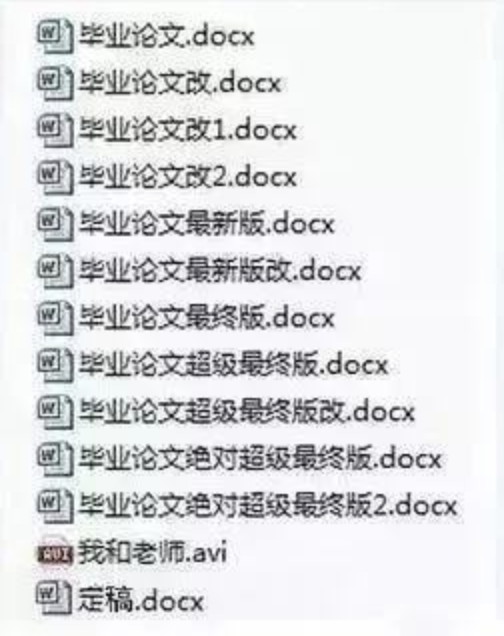 毕业论文.docx
毕业论文改.docx
毕业论文改1.docx
毕业论文改2.docx
毕业论文最新版.docx
毕业论文最新版改.docx
毕业论文最终版.docx
毕业论文超级最终版.docx
毕业论文超级最终版改.docx
毕业论文绝对超级最终版.docx
毕业论文绝对超级最终版2.docx
我和老师.avi
定稿.docx